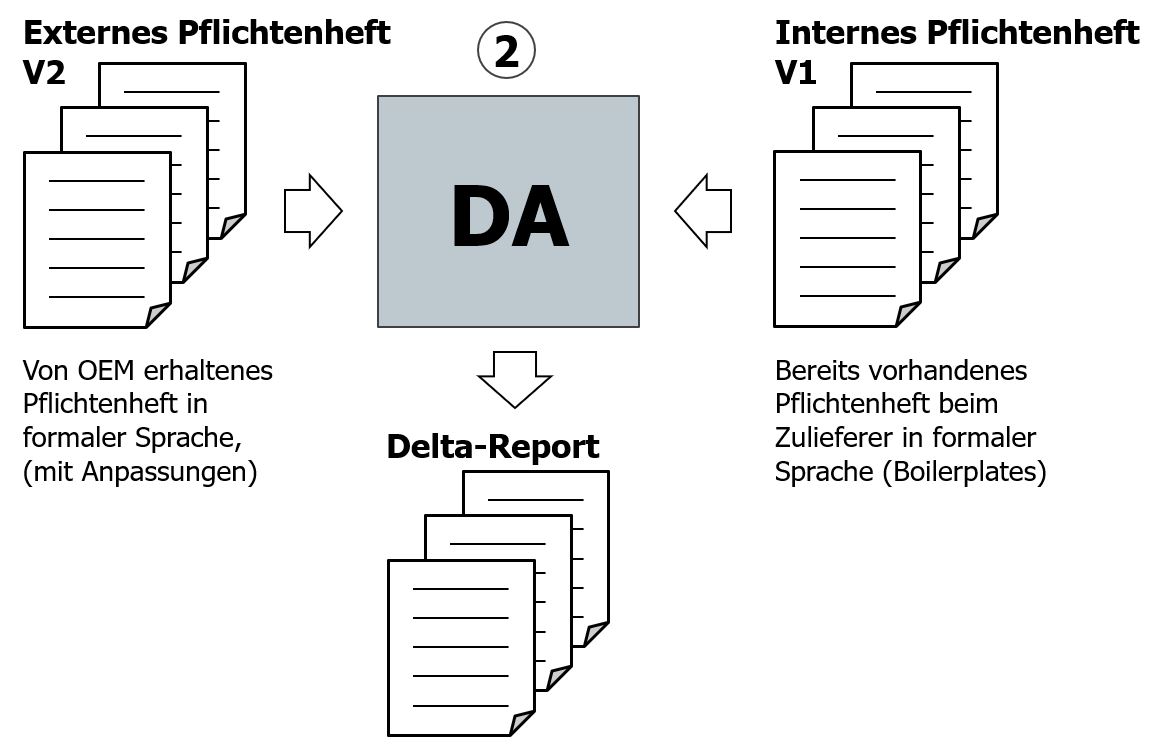 Externes Pflichtenheft
V2
2
Internes Pflichtenheft
V1
DA
Von OEM erhaltenes
Pflichtenheft in
formaler Sprache,
(mit Anpassungen)
Bereits vorhandenes
Pflichtenheft beim
Zulieferer in formaler
Sprache (Boilerplates)
Delta-Report